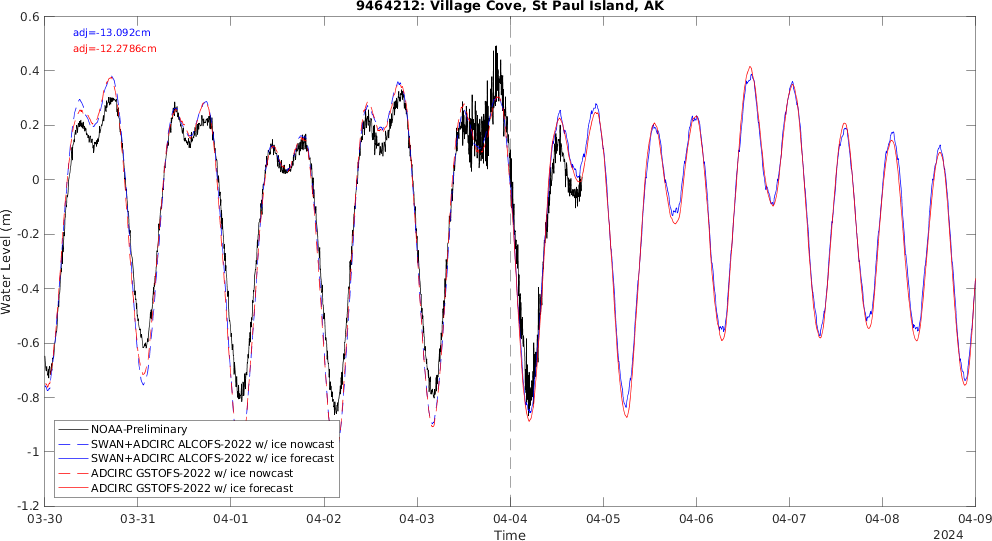 9464212: Village Cove, St Paul Island, AK
adj=-13.092cm
adj=-12.2786cm
0.6
0.4
0.2
0
-0.2
-0.4
-0.6
-0.8
-1
-1.2
Water Level (m)
NOAA-Preliminary
SWAN+ADCIRC ALCOFS-2022 w/ ice nowcast
SWAN+ADCIRC ALCOFS-2022 w/ ice forecast
ADCIRC GSTOFS-2022 w/ ice nowcast
ADCIRC GSTOFS-2022 w/ ice forecast
03-30 03-31 04-01 04-02 04-03 04-04 04-05 04-06 04-07 04-08 04-09
Time
2024